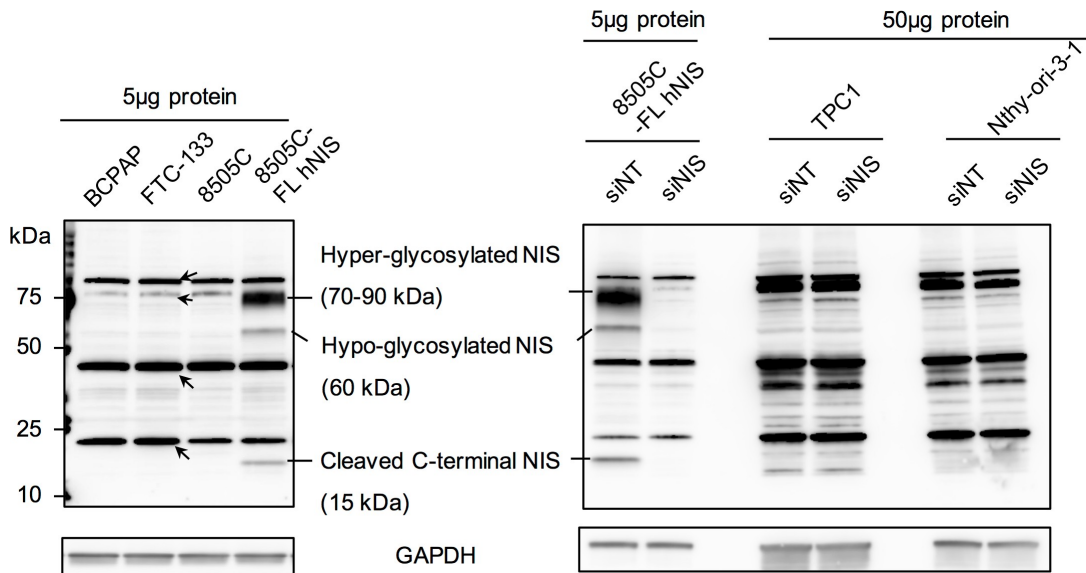 5µg protein
BCPAP
FTC-133
8505C
8505C-
FL hNIS
kDa
75
50
25
10
Hyper-glycosylated NIS
(70-90 kDa)
Hypo-glycosylated NIS
(60 kDa)
Cleaved C-terminal NIS
(15 kDa)
GAPDH
5µg protein
50µg protein
8505C
-FL hNIS
TPC1
Nthy-ori-3-1
siNT
siNIS
siNT
siNIS
siNT
siNIS